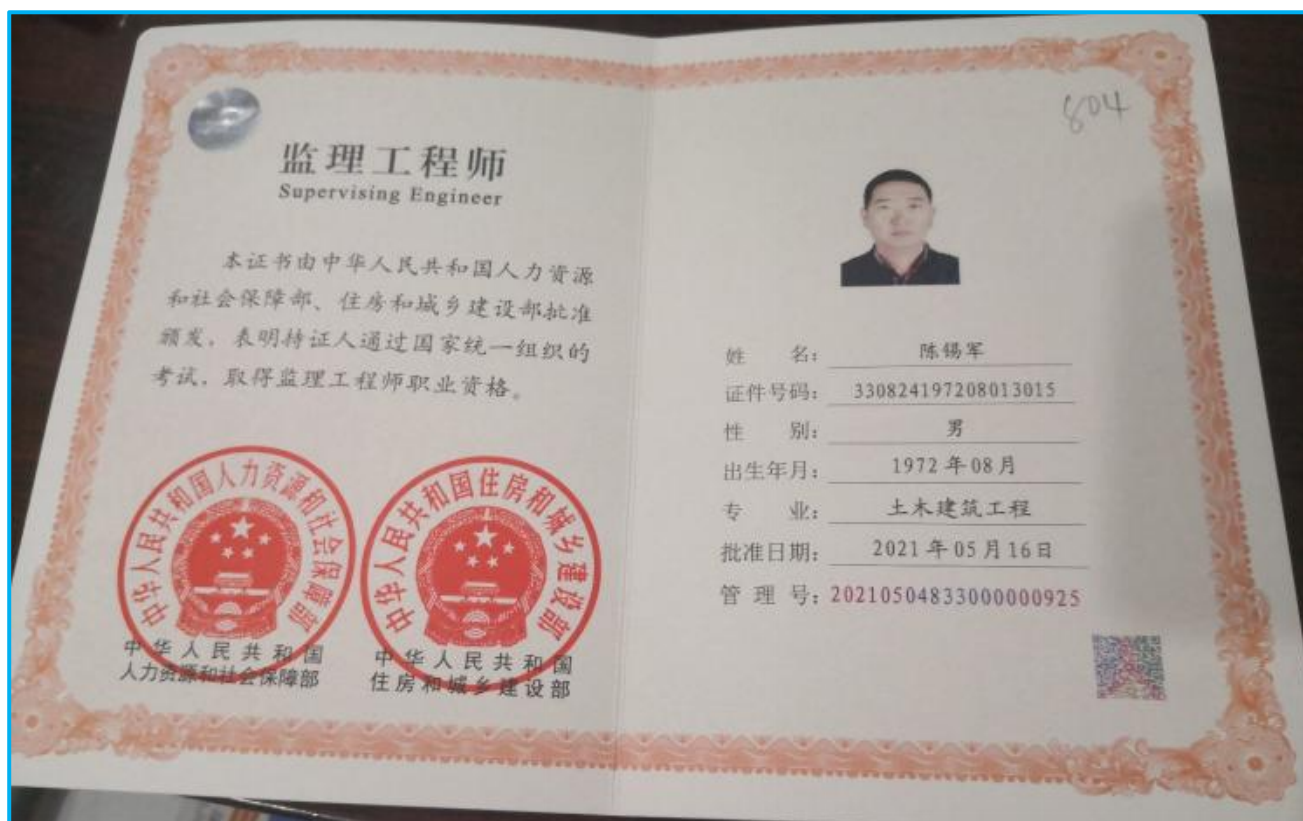 监理工程师
Supervising Engineer
本证书由中华人民共和国人力资源
和社会保障部、住房和城乡建设部批准
颁发，表明持证人通过国家统一组织的
考试，取得监理工程师职业资格。
中华人民共和国人力资源和社会保障部
中华人民共和国住房和城乡建设部
中华人民共和国
人力资源和社会保障部
中华人民共和国
住房和城乡建设部
804
姓 名：陈锡军
证件号码：330824197208013015
性 别：男
出生年月：1972年08月
专 业：土木建筑工程
批准日期：2021年05月16日
管 理 号：20210504833000000925